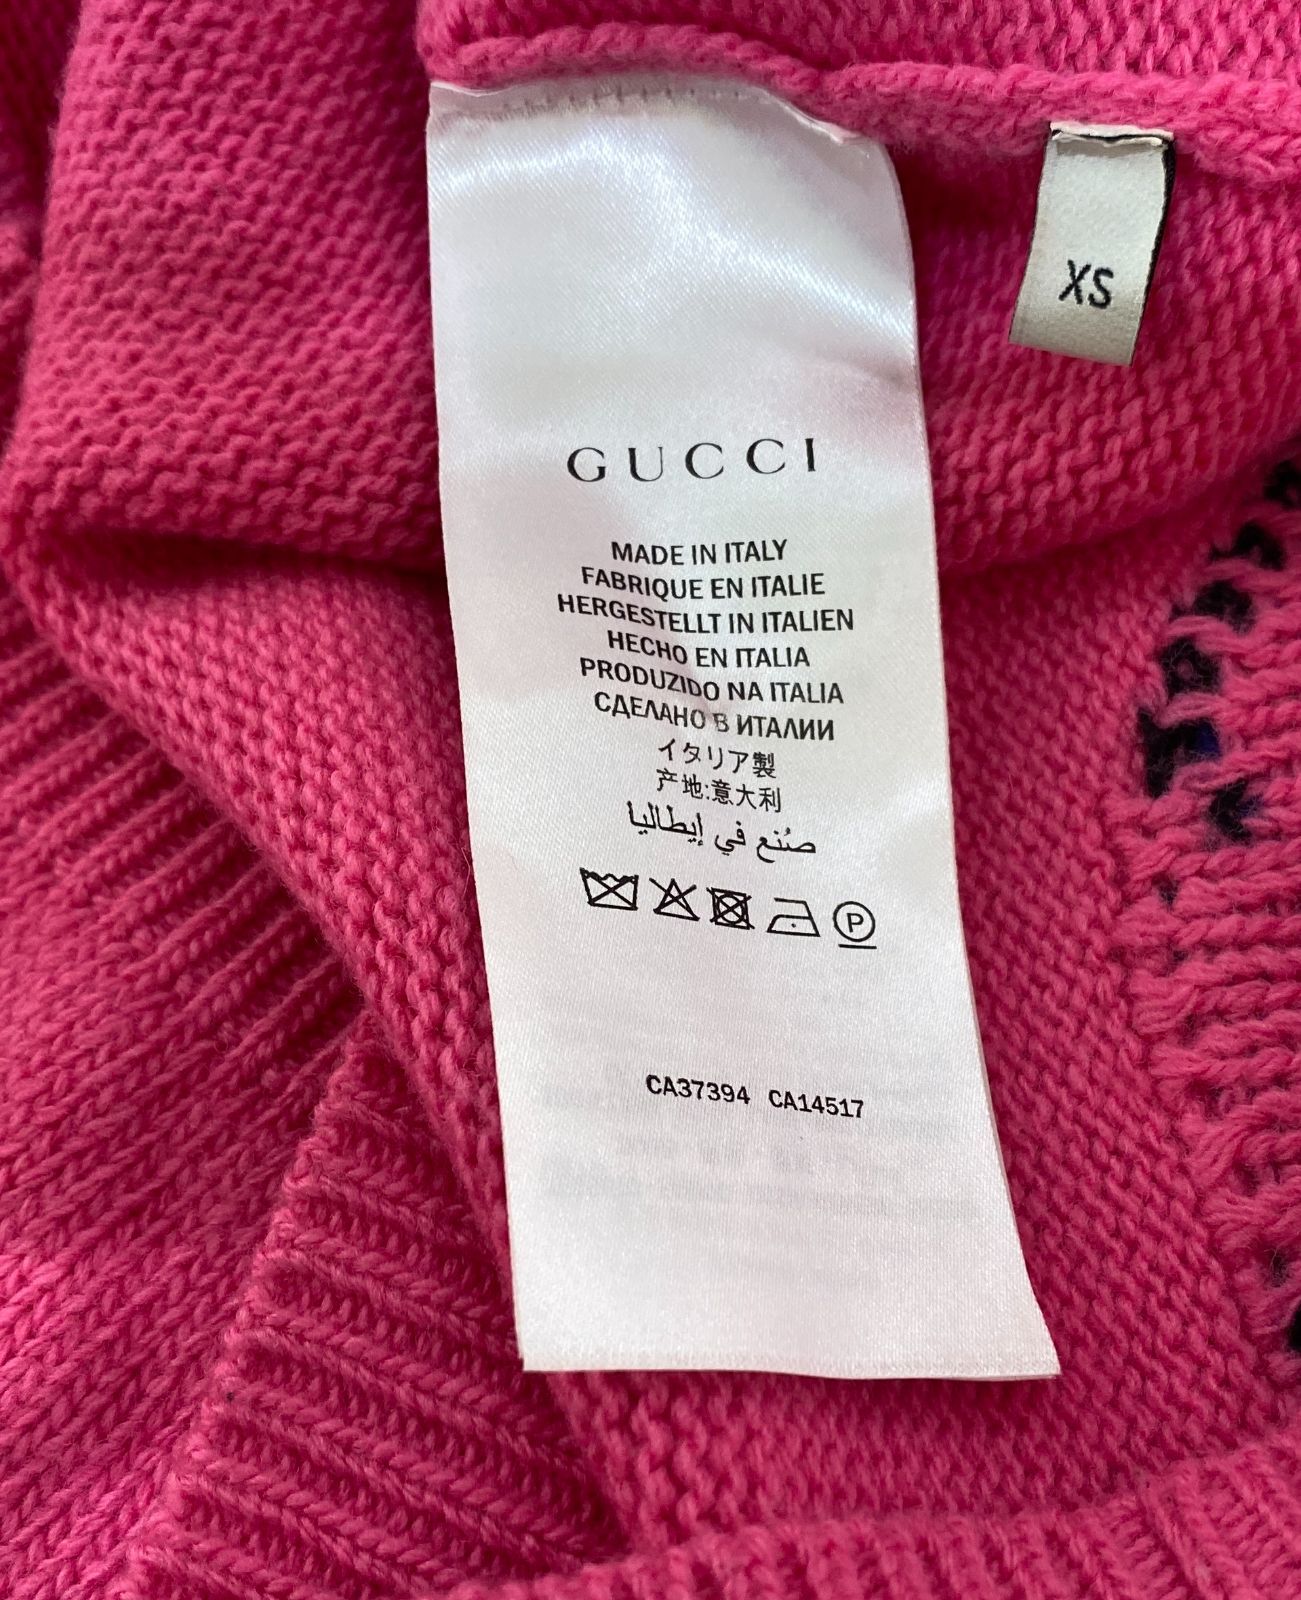 XS
GUCCI
MADE IN ITALY
FABRIQUE EN ITALIE
HERGESTELLT IN ITALIEN
HECHO EN ITALIA
PRODUZIDO NA ITALIA
СДЕЛАНО В ИТАЛИИ
イタリア製
产地:意大利
صُنع في إيطاليا
P
CA37394 CA14517